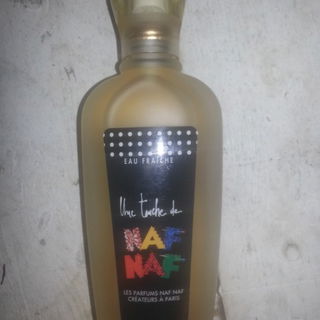 EAU FRAÎCHE
Une touche de
NAF
NAF
LES PARFUMS NAF NAF
CRÉATEURS À PARIS